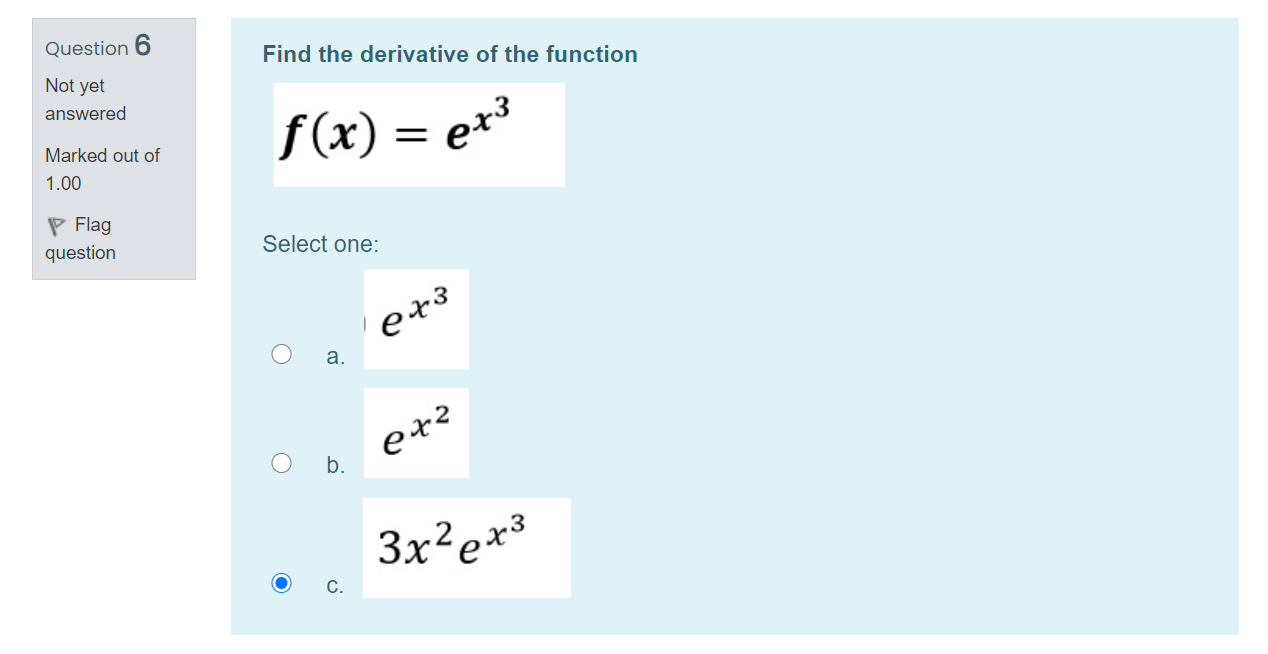 Question 6
Not yet
answered
Marked out of
1.00
Flag
question
Find the derivative of the function
f(x) = e^{x^3}
Select one:
a. e^{x^3}
b. e^{x^2}
c. 3x^2e^{x^3}